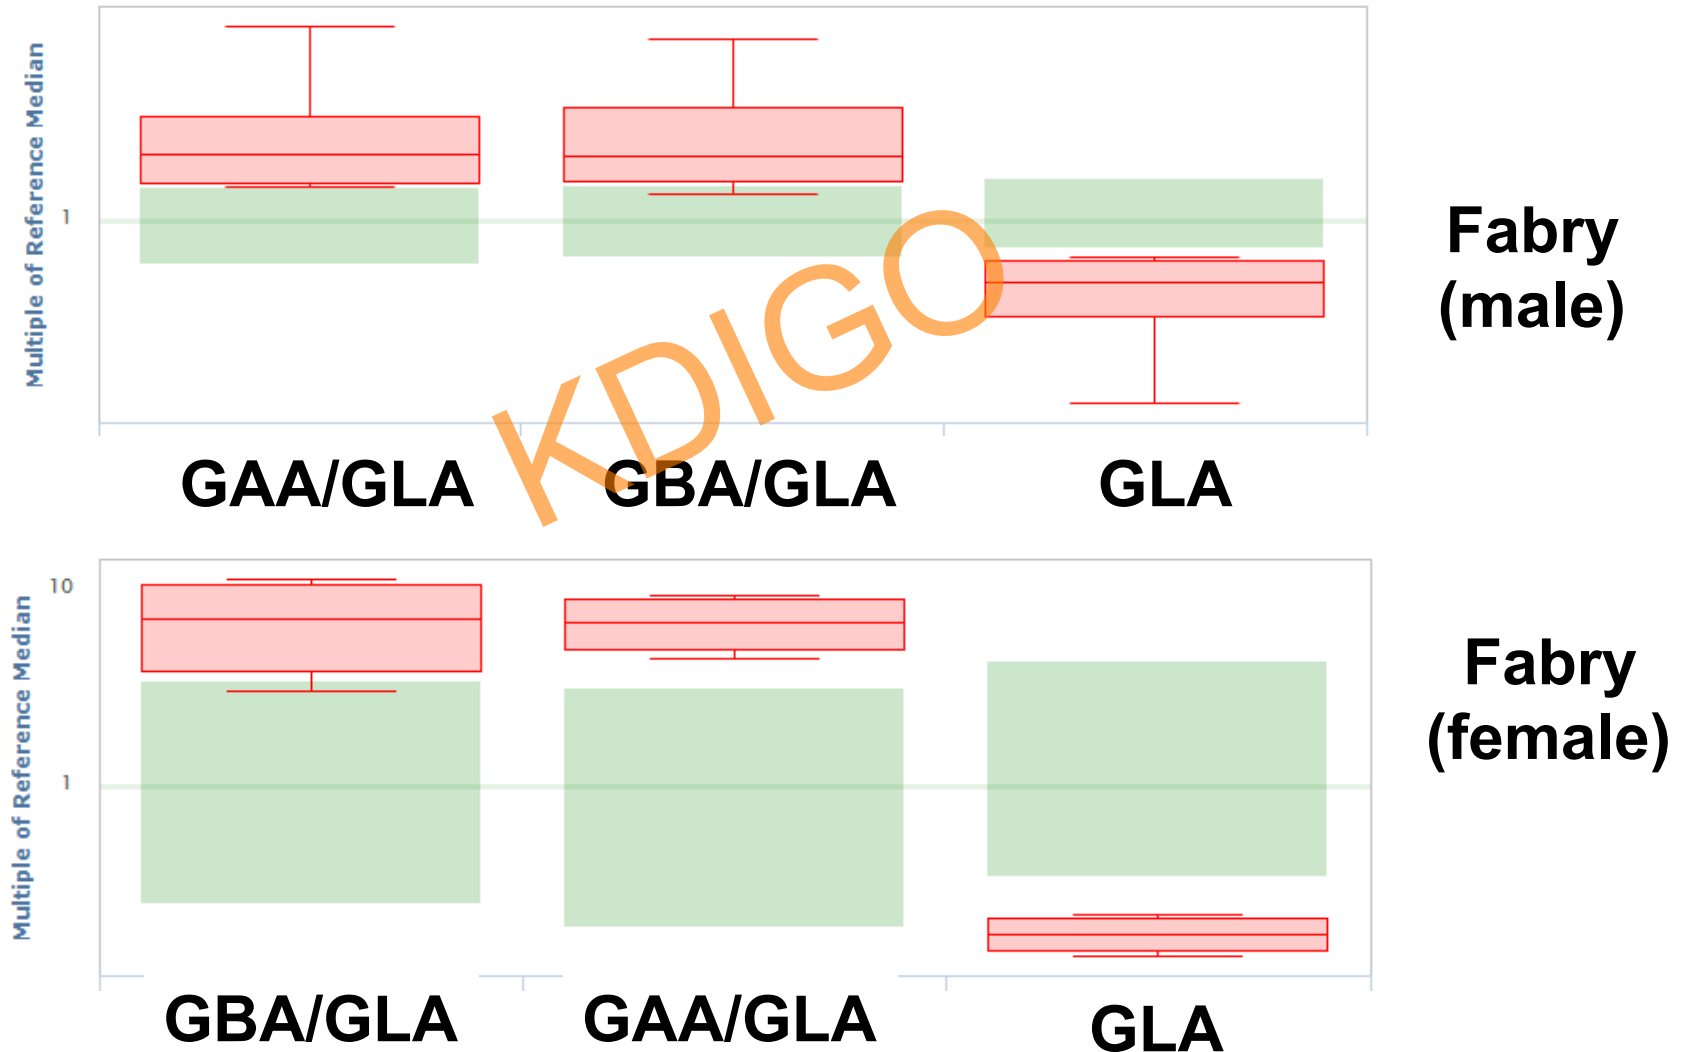 Multiple of Reference Median
1
Fabry
(male)
KDIGO
GAA/GLA
GBA/GLA
GLA
Multiple of Reference Median
10
1
Fabry
(female)
GBA/GLA
GAA/GLA
GLA